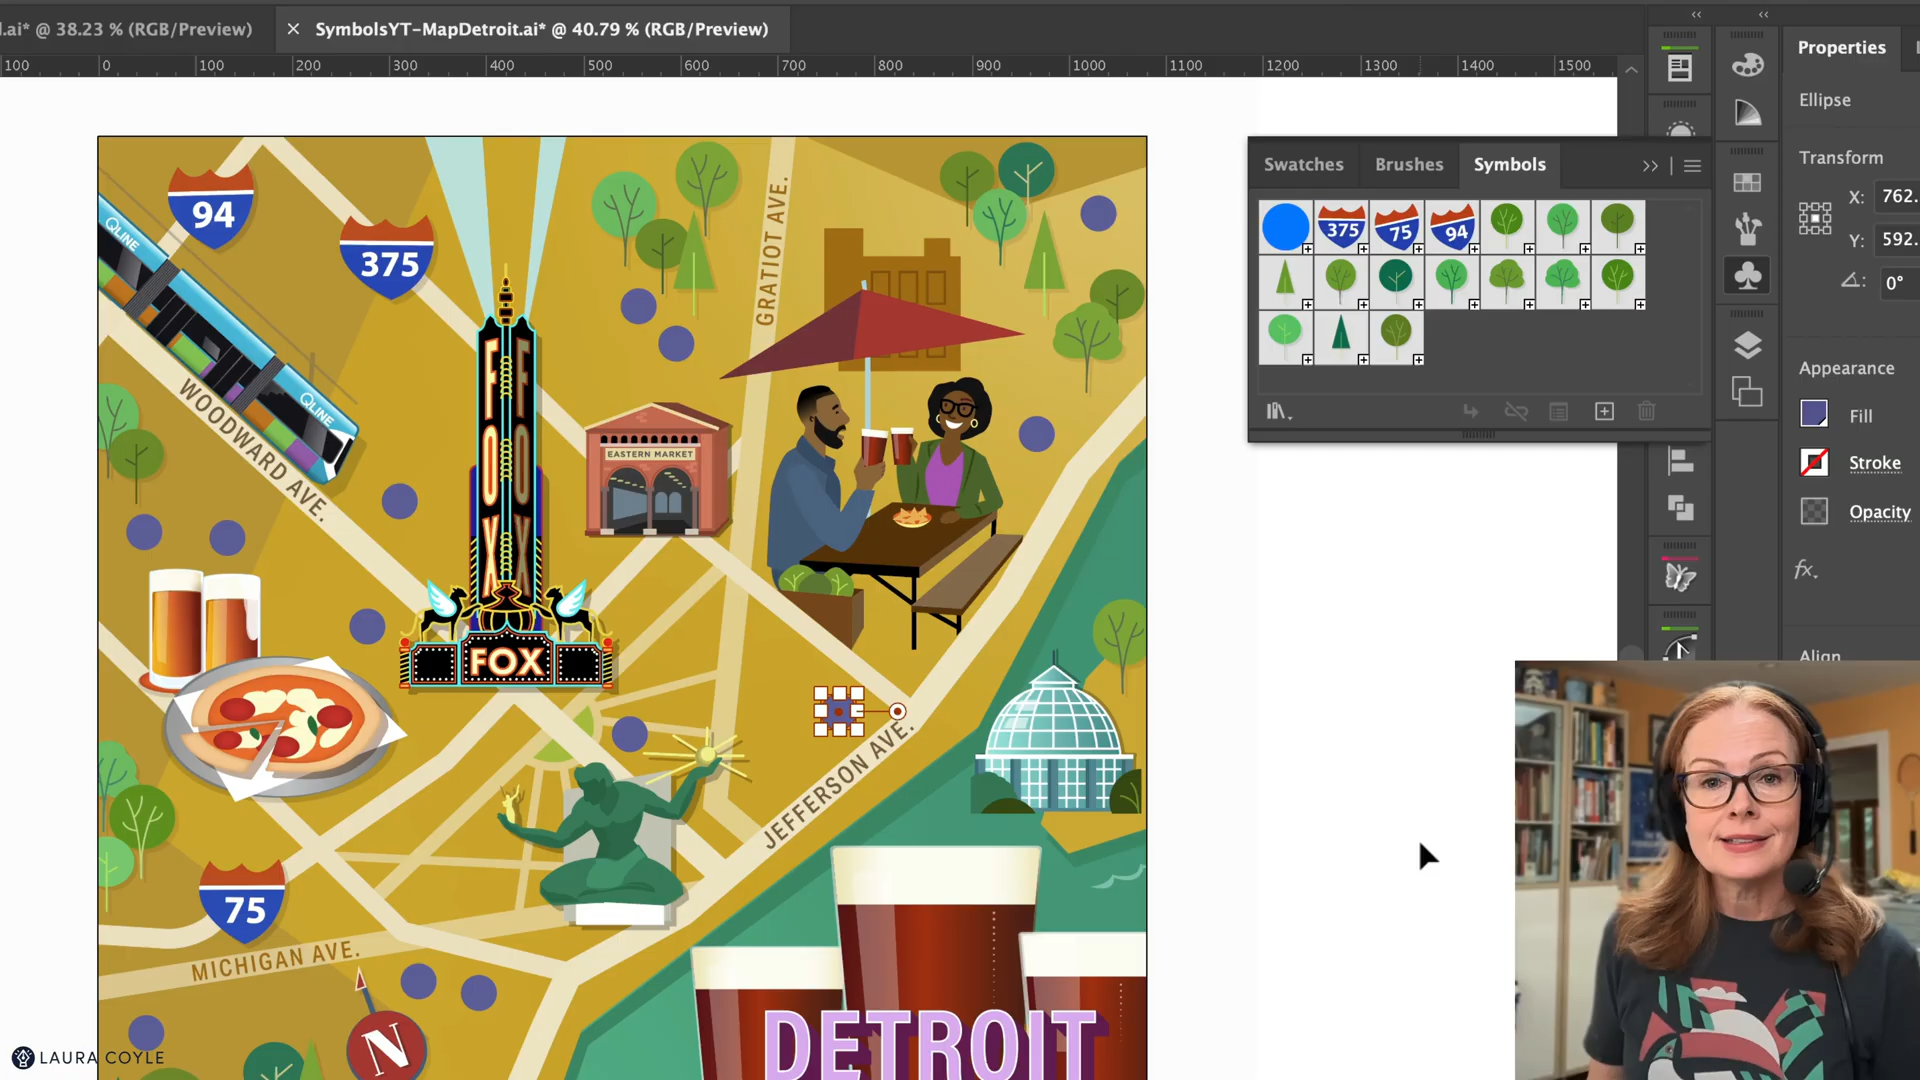 l.ai* @ 38.23 % (RGB/Preview)
SymbolsYT-MapDetroit.ai* @ 40.79 % (RGB/Preview)
100 0 100 200 300 400 500 600 700 800 900 1000 1100 1200 1300 1400 1500
Properties
Ellipse
Transform
X: 762.
Y: 592.
0°
Appearance
Fill
Stroke
Opacity
fx.
Align
Swatches
Brushes
Symbols
375
75
94
94
375
QLINE
QLINE
WOODWARD AVE.
GRATIOT AVE.
FOX
FOX
FOX
EASTERN MARKET
JEFFERSON AVE.
75
MICHIGAN AVE.
N
DETROIT
LAURA COYLE